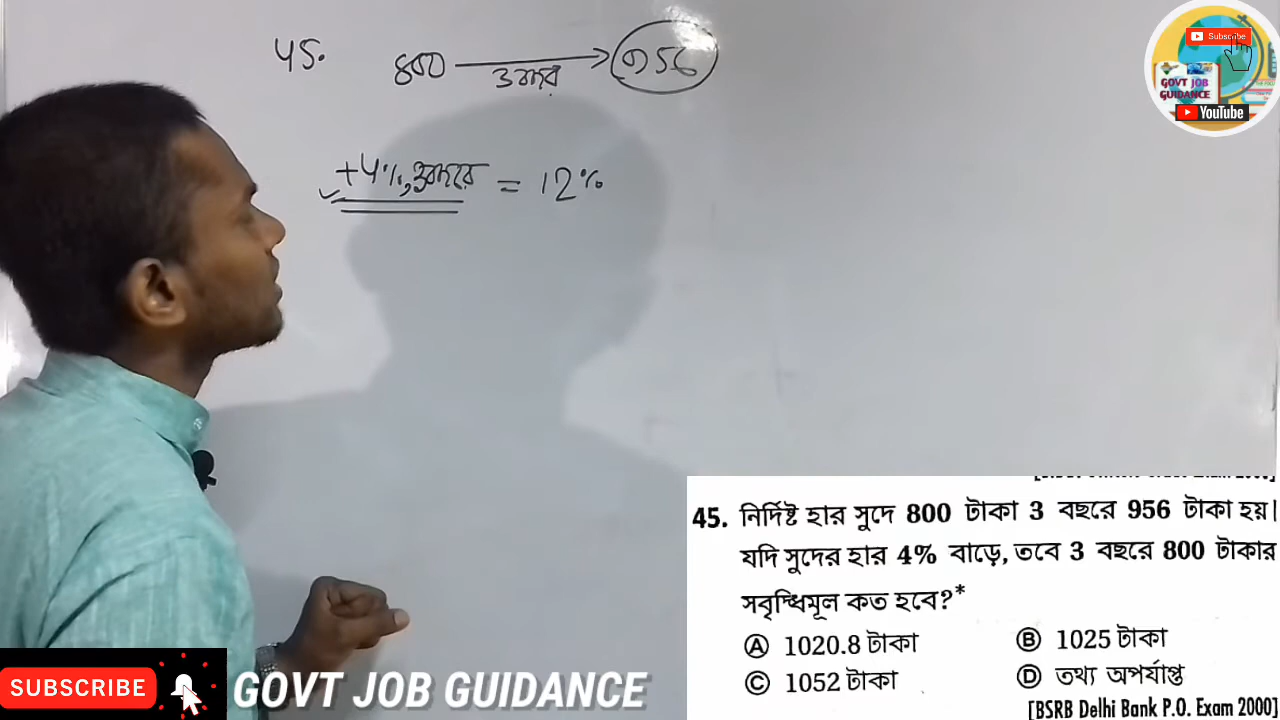 45. 800 → 956
3 বছর
+4%, 3 বছরে = 12%
Subscribe
GOVT JOB
GUIDANCE
YouTube
45. নির্দিষ্ট হার সুদে 800 টাকা 3 বছরে 956 টাকা হয়।
যদি সুদের হার 4% বাড়ে, তবে 3 বছরে 800 টাকার
সবৃদ্ধিমূল কত হবে?*
Ⓐ 1020.8 টাকা Ⓑ 1025 টাকা
Ⓒ 1052 টাকা Ⓓ তথ্য অপর্যাপ্ত
[BSRB Delhi Bank P.O. Exam 2000]
SUBSCRIBE GOVT JOB GUIDANCE